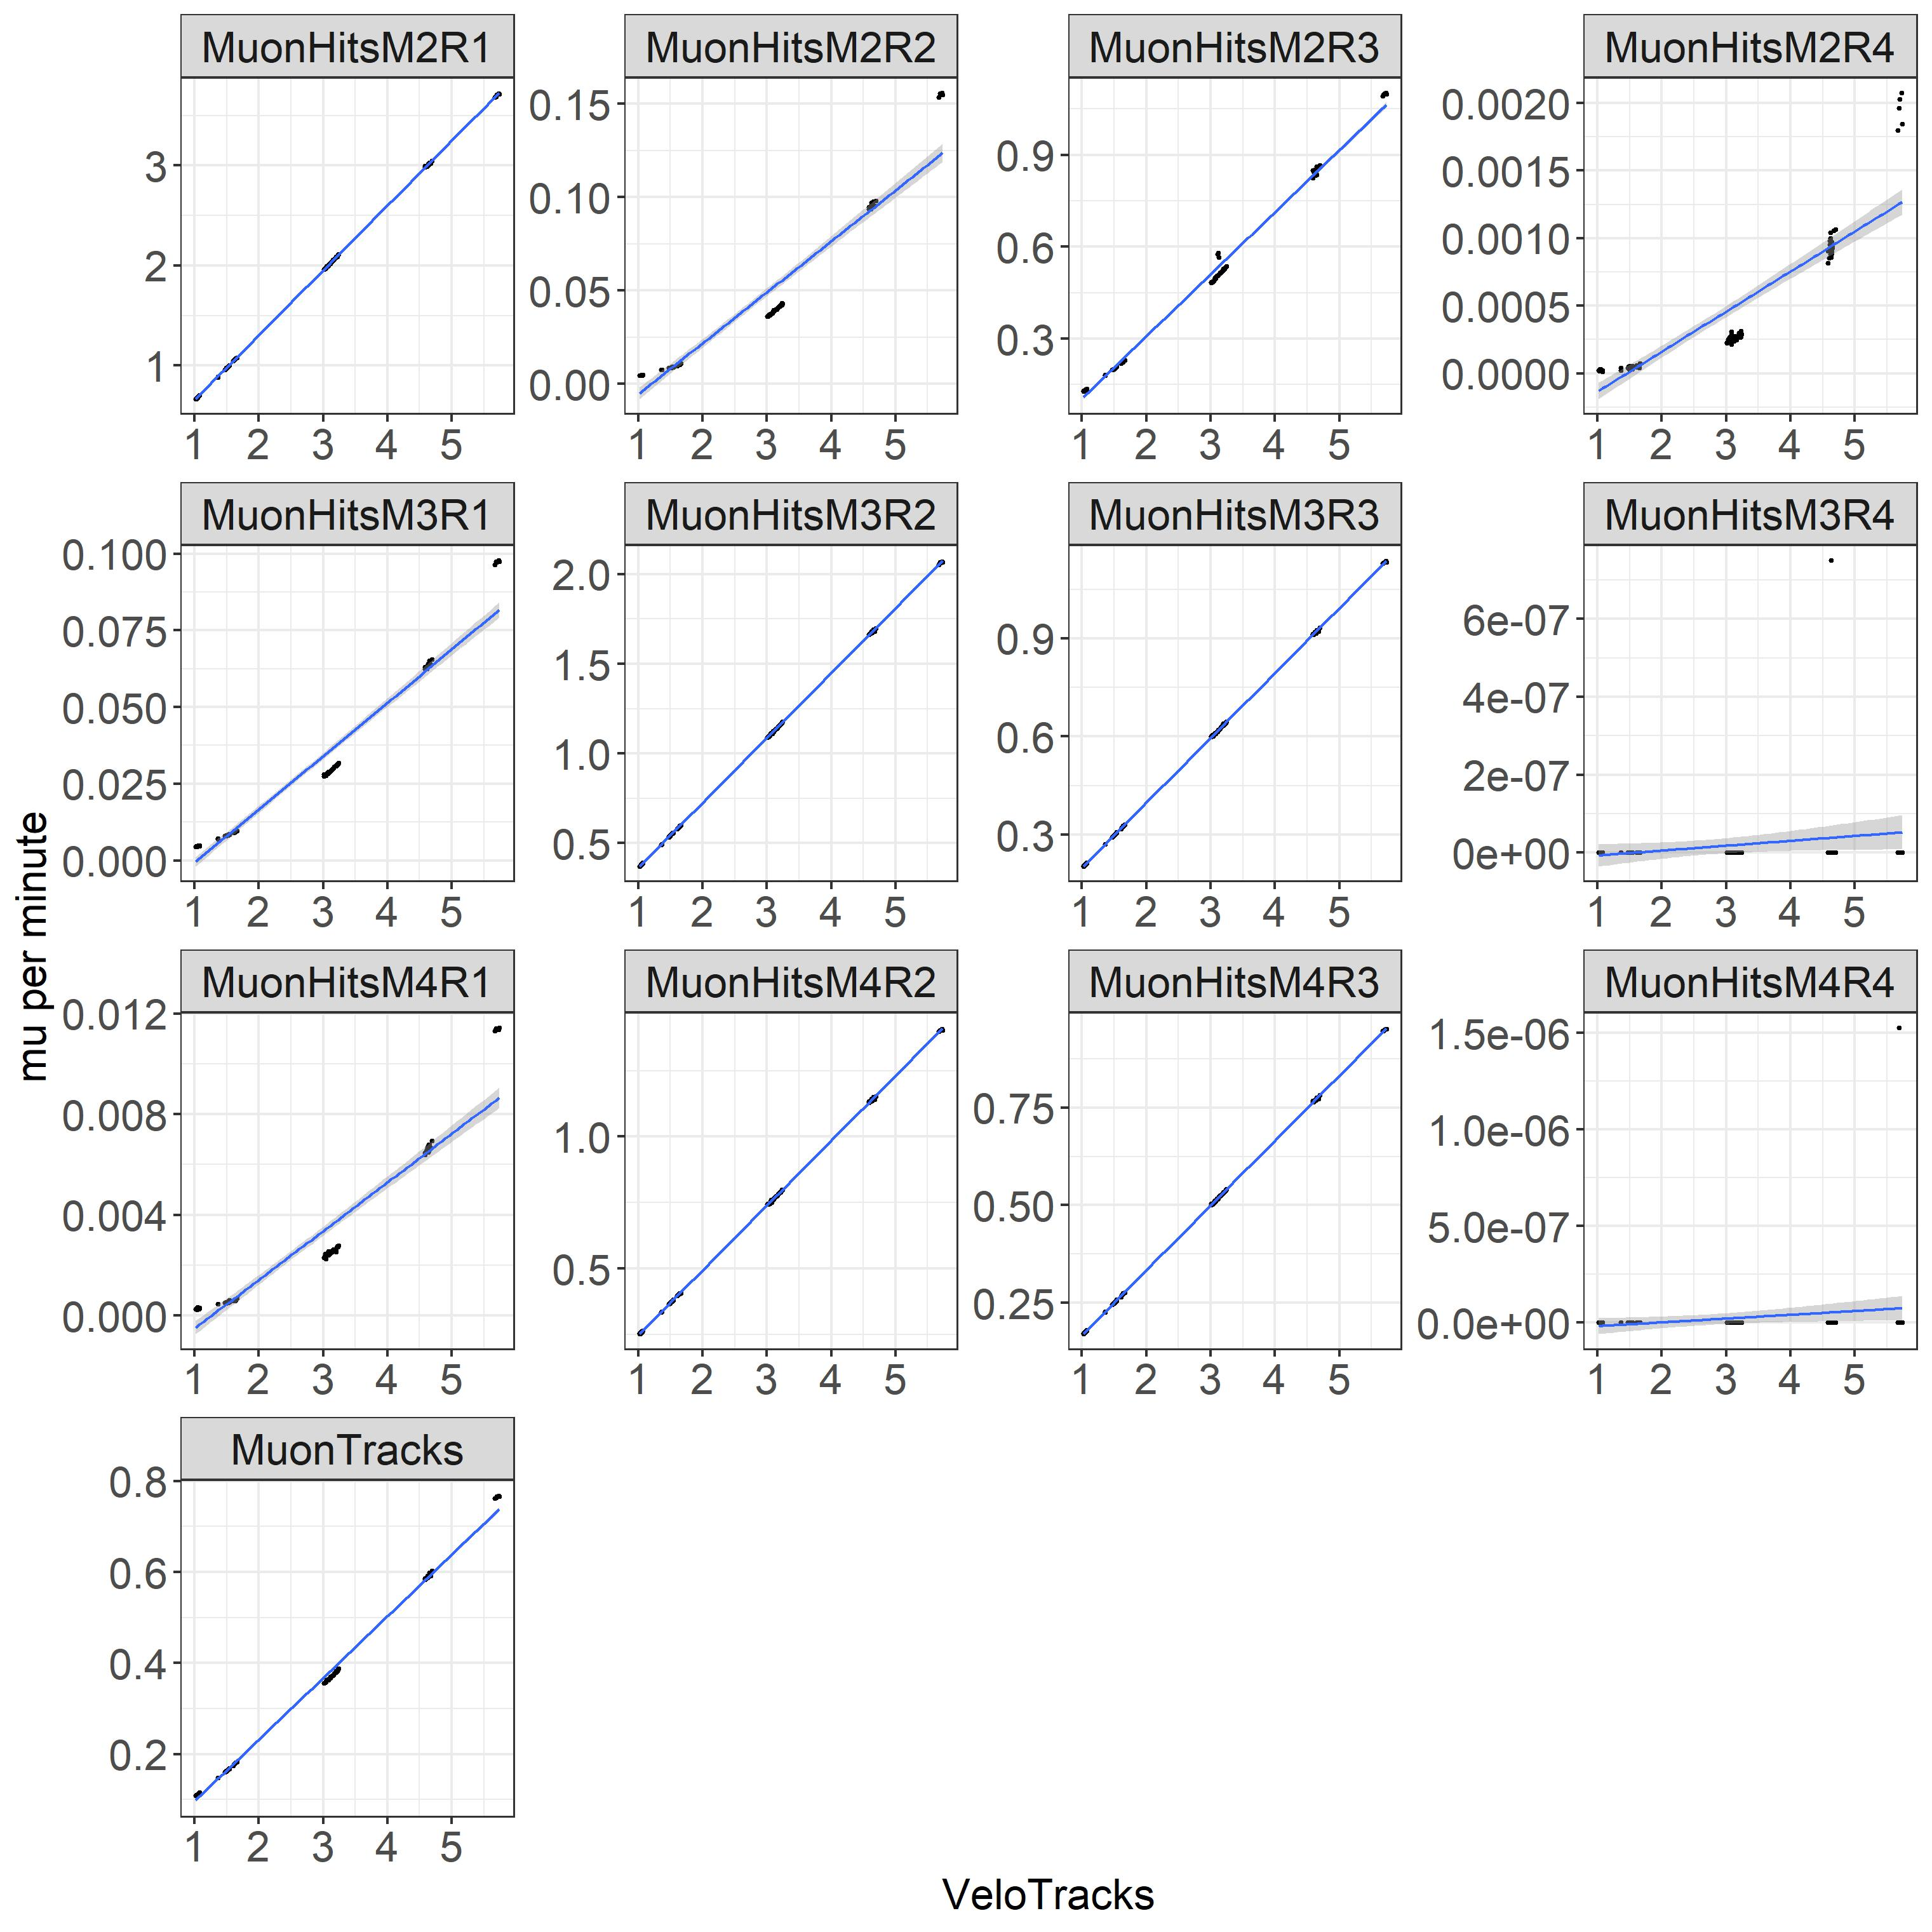 MuonHitsM2R1 MuonHitsM2R2 MuonHitsM2R3 MuonHitsM2R4
3
2
1
0.15
0.10
0.05
0.00
0.9
0.6
0.3
0.0020
0.0015
0.0010
0.0005
0.0000
1 2 3 4 5
1 2 3 4 5
1 2 3 4 5
1 2 3 4 5
MuonHitsM3R1 MuonHitsM3R2 MuonHitsM3R3 MuonHitsM3R4
0.100
0.075
0.050
0.025
0.000
2.0
1.5
1.0
0.5
0.9
0.6
0.3
6e-07
4e-07
2e-07
0e+00
1 2 3 4 5
1 2 3 4 5
1 2 3 4 5
1 2 3 4 5
mu per minute
MuonHitsM4R1 MuonHitsM4R2 MuonHitsM4R3 MuonHitsM4R4
0.012
0.008
0.004
0.000
1.0
0.5
0.75
0.50
0.25
1.5e-06
1.0e-06
5.0e-07
0.0e+00
1 2 3 4 5
1 2 3 4 5
1 2 3 4 5
1 2 3 4 5
MuonTracks
0.8
0.6
0.4
0.2
1 2 3 4 5
VeloTracks